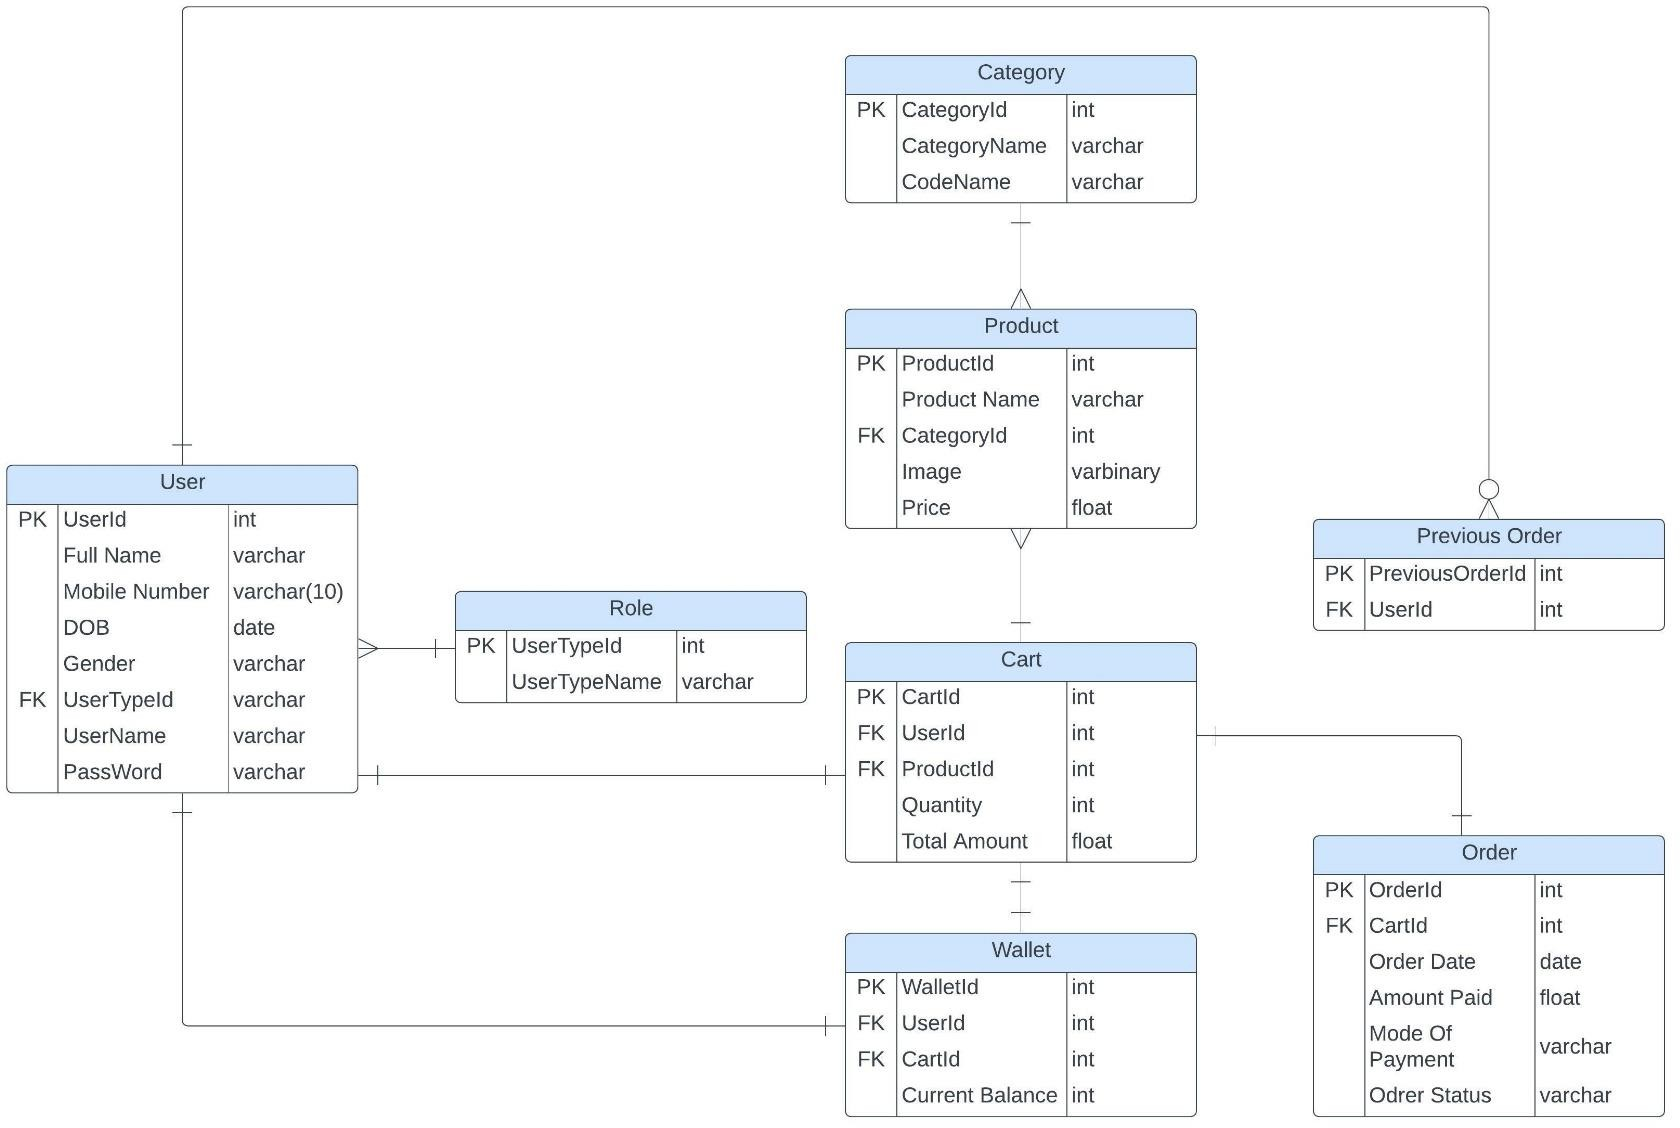 Category
PK CategoryId int
CategoryName varchar
CodeName varchar
Product
PK ProductId int
Product Name varchar
FK CategoryId int
Image varbinary
Price float
User
PK UserId int
Full Name varchar
Mobile Number varchar(10)
DOB date
Gender varchar
FK UserTypeId varchar
UserName varchar
PassWord varchar
Role
PK UserTypeId int
UserTypeName varchar
Previous Order
PK PreviousOrderId int
FK UserId int
Cart
PK CartId int
FK UserId int
FK ProductId int
Quantity int
Total Amount float
Order
PK OrderId int
FK CartId int
Order Date date
Amount Paid float
Mode Of
Payment varchar
Odrer Status varchar
Wallet
PK WalletId int
FK UserId int
FK CartId int
Current Balance int